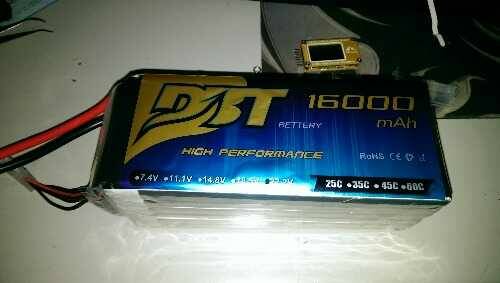 DBT
BETTERY
16000
mAh
HIGH PERFORMANCE
RoHS CE
•7.4V •11.1V •14.8V
25C •35C •45C •60C